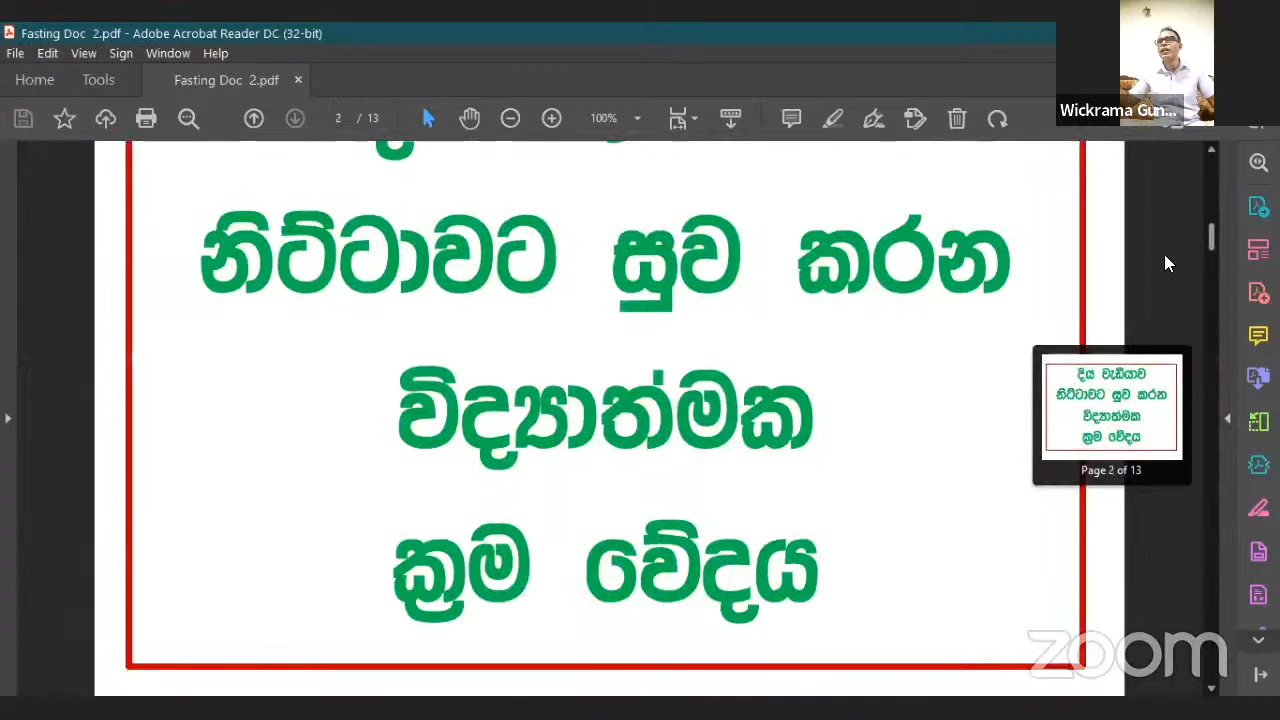 Fasting Doc 2.pdf - Adobe Acrobat Reader DC (32-bit)
File Edit View Sign Window Help
Home Tools Fasting Doc 2.pdf ×
2 / 13 100%
Wickrama Gun...
නිට්ටාවට සුව කරන
විද්‍යාත්මක
ක්‍රම වේදය
දිය වැඩියාව
නිට්ටාවට සුව කරන
විද්‍යාත්මක
ක්‍රම වේදය
Page 2 of 13
zoom